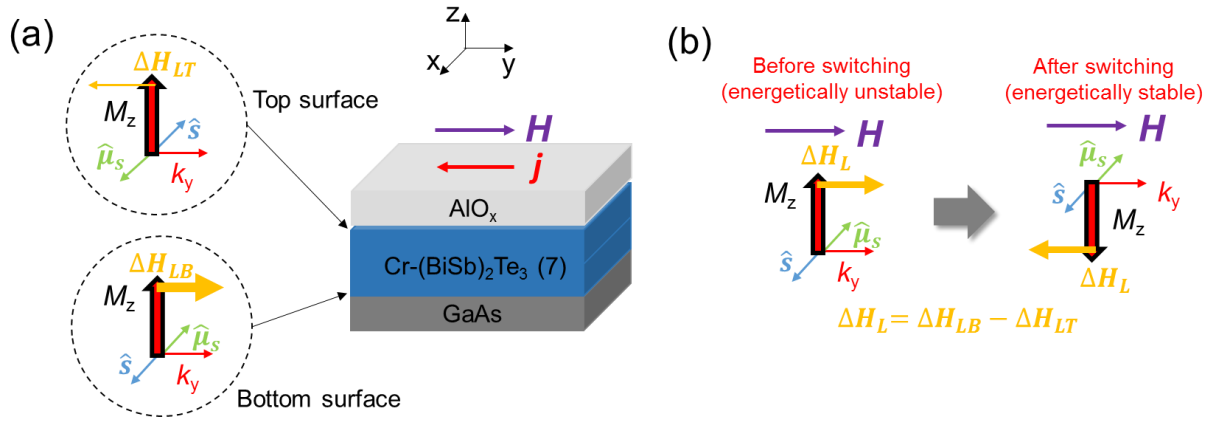 (a)
ΔH_LT
M_z
ŝ
μ̂_s
k_y
Top surface
ΔH_LB
M_z
μ̂_s
ŝ
k_y
Bottom surface
z
x
y
H
j
AlO_x
Cr-(BiSb)_2Te_3 (7)
GaAs
(b)
Before switching
(energetically unstable)
H
ΔH_L
M_z
μ̂_s
ŝ
k_y
After switching
(energetically stable)
H
μ̂_s
ŝ
k_y
M_z
ΔH_L
ΔH_L = ΔH_LB − ΔH_LT